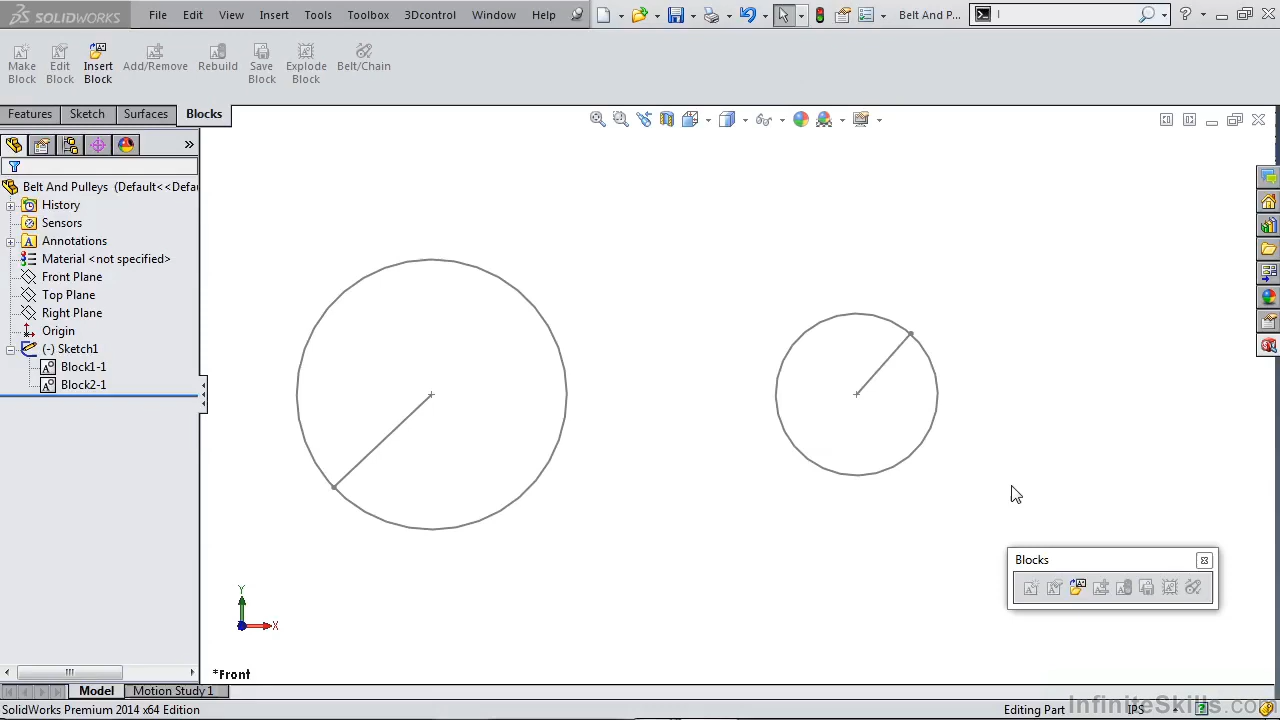 SOLIDWORKS File Edit View Insert Tools Toolbox 3Control Window Help Belt And P...
Make Block
Edit Block
Insert Block
Add/Remove
Rebuild
Save Block
Explode Block
Belt/Chain
Features Sketch Surfaces Blocks
Belt And Pulleys (Default<<Defau
History
Sensors
Annotations
Material <not specified>
Front Plane
Top Plane
Right Plane
Origin
(-) Sketch1
Block1-1
Block2-1
Blocks
Y
X
*Front
Model Motion Study 1
InfiniteSkills.com
SolidWorks Premium 2014 x64 Edition Editing Part IPS